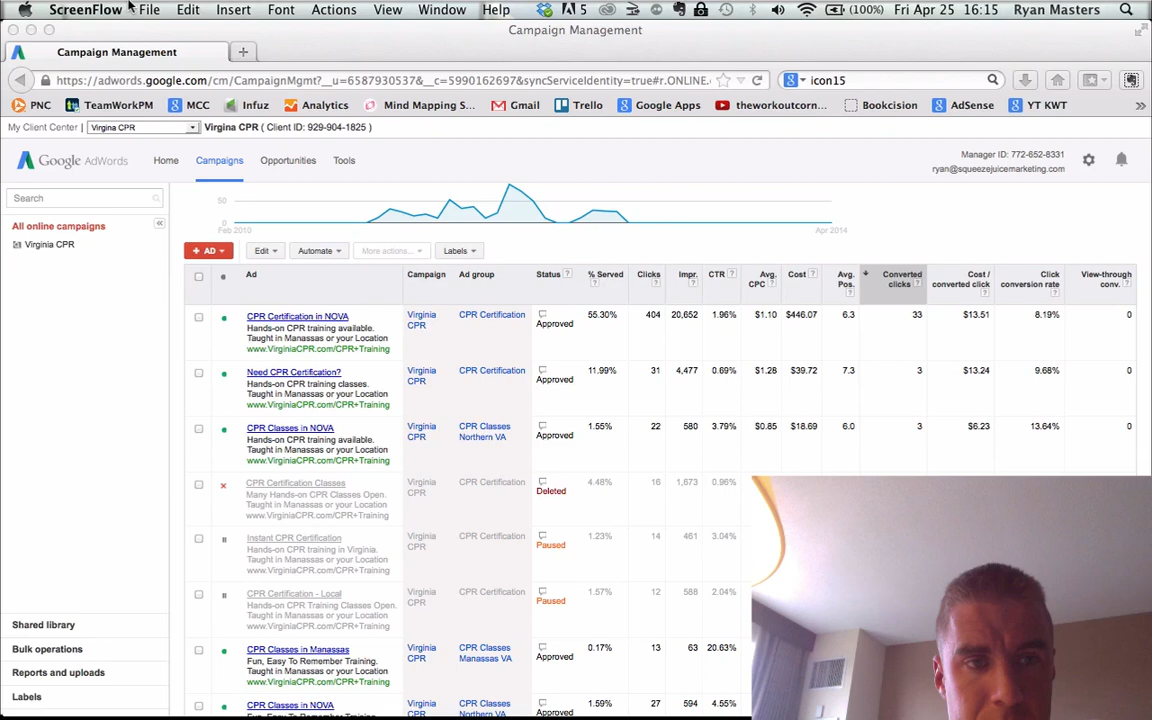 ScreenFlow File Edit Insert Font Actions View Window Help 5 (100%) Fri Apr 25 16:15 Ryan Masters
Campaign Management
Campaign Management
https://adwords.google.com/cm/CampaignMgmt?__u=6587930537&__c=5990162697&syncServiceIdentity=true#r.ONLINE. icon15
PNC TeamWorkPM MCC Infuz Analytics Mind Mapping S... Gmail Trello Google Apps theworkoutcorn... Bookcision AdSense YT KWT
My Client Center Virgina CPR Virgina CPR ( Client ID: 929-904-1825 )
Google AdWords Home Campaigns Opportunities Tools
Manager ID: 772-652-8331
ryan@squeezejuicemarketing.com
Search
All online campaigns
Virginia CPR
50
0
Feb 2010 Apr 2014
+ AD Edit Automate More actions... Labels
Ad Campaign Ad group Status ? % Served ? Clicks ? Impr. ? CTR ? Avg. CPC ? Cost ? Avg. Pos. ? Converted clicks ? Cost / converted click ? Click conversion rate ? View-through conv. ?
CPR Certification in NOVA
Hands-on CPR training available.
Taught in Manassas or your Location
www.VirginiaCPR.com/CPR+Training
Virginia CPR CPR Certification Approved 55.30% 404 20,652 1.96% $1.10 $446.07 6.3 33 $13.51 8.19% 0
Need CPR Certification?
Hands-on CPR training classes.
Taught in Manassas or your Location
www.VirginiaCPR.com/CPR+Training
Virginia CPR CPR Certification Approved 11.99% 31 4,477 0.69% $1.28 $39.72 7.3 3 $13.24 9.68% 0
CPR Classes in NOVA
Hands-on CPR training available.
Taught in Manassas or your Location
www.VirginiaCPR.com/CPR+Training
Virginia CPR CPR Classes Northern VA Approved 1.55% 22 580 3.79% $0.85 $18.69 6.0 3 $6.23 13.64% 0
CPR Certification Classes
Many Hands-on CPR Classes Open.
Taught in Manassas or your Location
www.VirginiaCPR.com/CPR+Training
Virginia CPR CPR Certification Deleted 4.48% 16 1,673 0.96%
Instant CPR Certification
Hands-on CPR training in Virginia.
Taught in Manassas or your Location
www.VirginiaCPR.com/CPR+Training
Virginia CPR CPR Certification Paused 1.23% 14 461 3.04%
CPR Certification - Local
Hands-on CPR Training Classes Open.
Taught in Manassas or your Location
www.VirginiaCPR.com/CPR+Training
Virginia CPR CPR Certification Paused 1.57% 12 588 2.04%
CPR Classes in Manassas
Fun, Easy To Remember Training.
Taught in Manassas or your Location
www.VirginiaCPR.com/CPR+Training
Virginia CPR CPR Classes Manassas VA Approved 0.17% 13 63 20.63%
CPR Classes in NOVA
Fun, Easy To Remember Training.
Virginia CPR CPR Classes Northern VA Approved 1.59% 27 594 4.55%
Shared library
Bulk operations
Reports and uploads
Labels